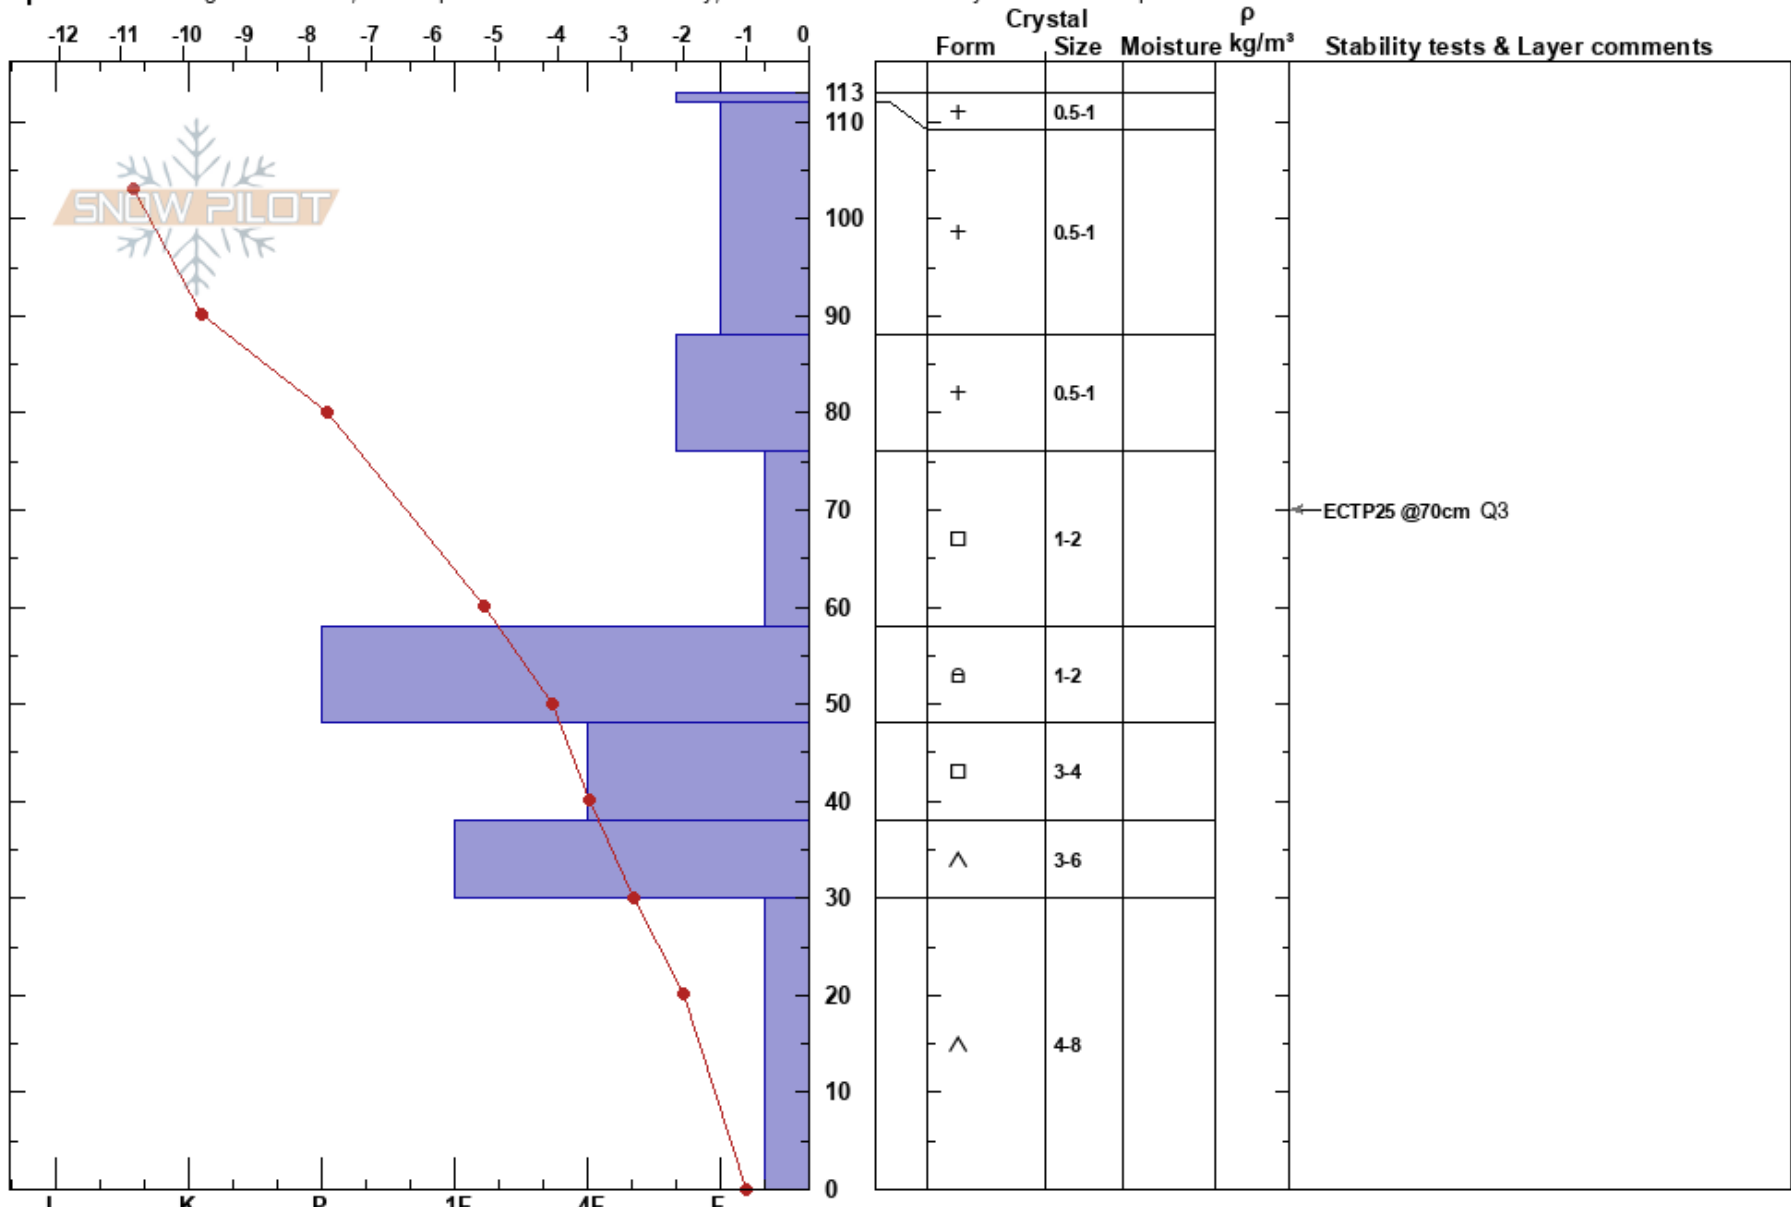 Crystal ρ
-12 -11 -10 -9 -8 -7 -6 -5 -4 -3 -2 -1 0 Form Size Moisture kg/m³ Stability tests & Layer comments
113
110 + 0.5-1
SNOW PILOT
100 + 0.5-1
90
+ 0.5-1
80
70 ECTP25 @70cm Q3
1-2
60
1-2
50
3-4
40
3-6
30
20
4-8
10
0
I K P 1F 4F F